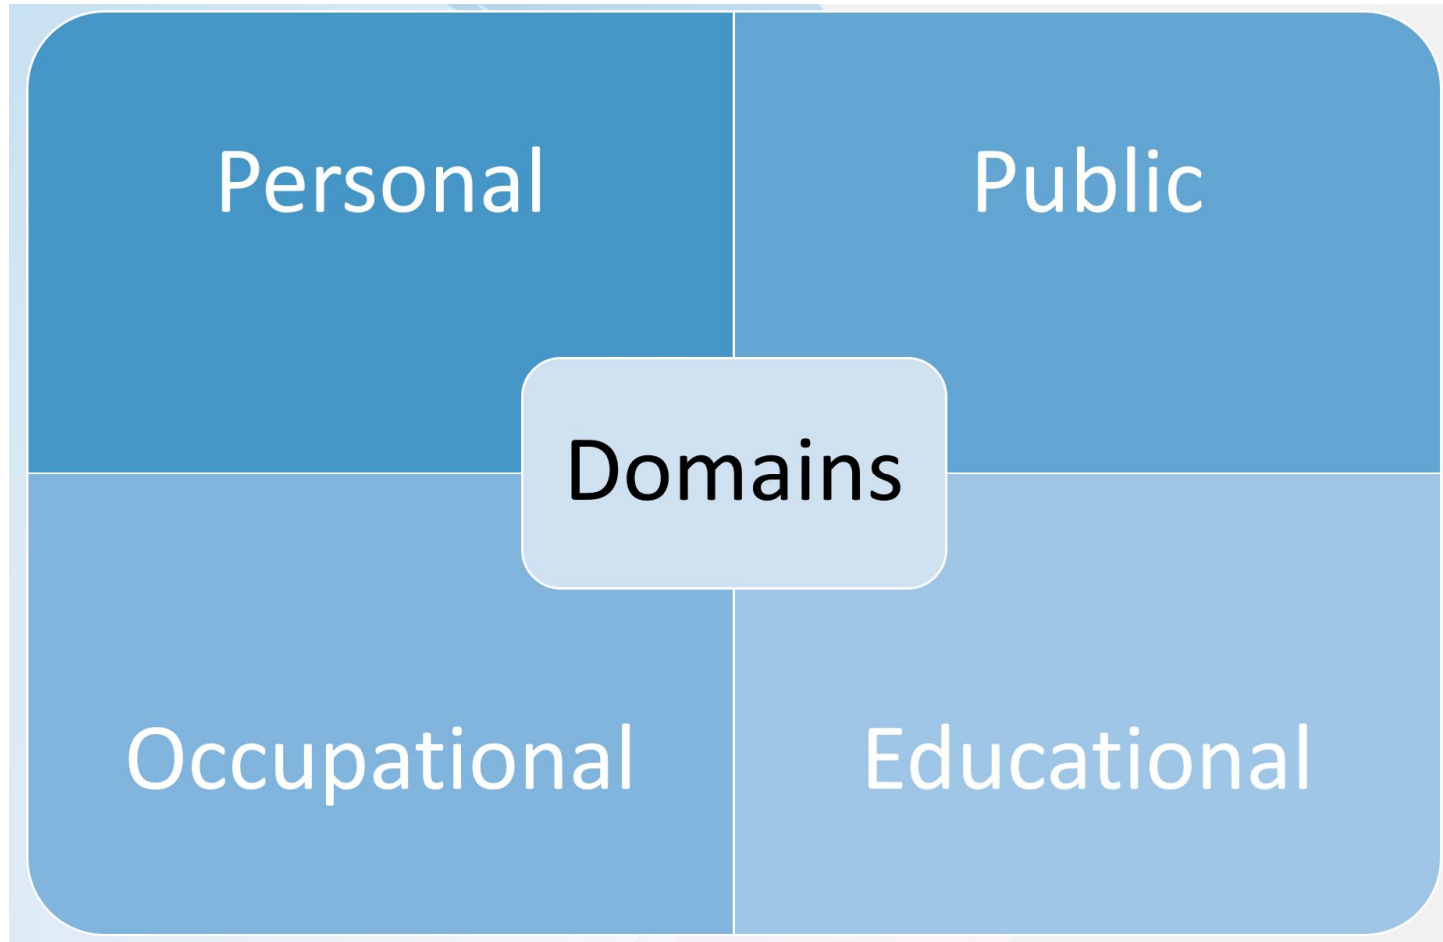 Personal
Public
Domains
Occupational
Educational